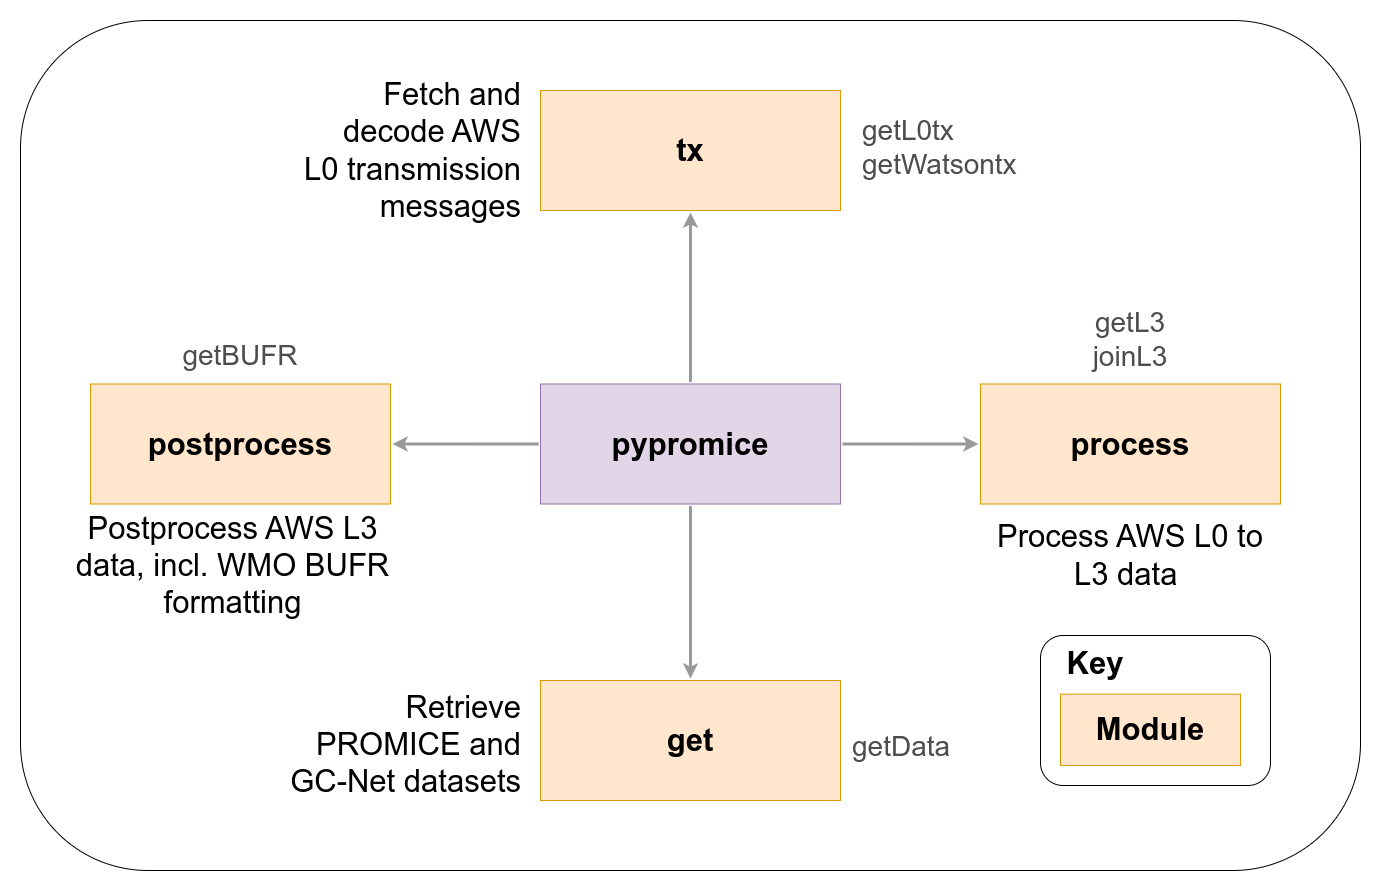 Fetch and
decode AWS
L0 transmission
messages
tx
getL0tx
getWatsontx
getBUFR
postprocess
Postprocess AWS L3
data, incl. WMO BUFR
formatting
pypromice
getL3
joinL3
process
Process AWS L0 to
L3 data
Retrieve
PROMICE and
GC-Net datasets
get
getData
Key
Module